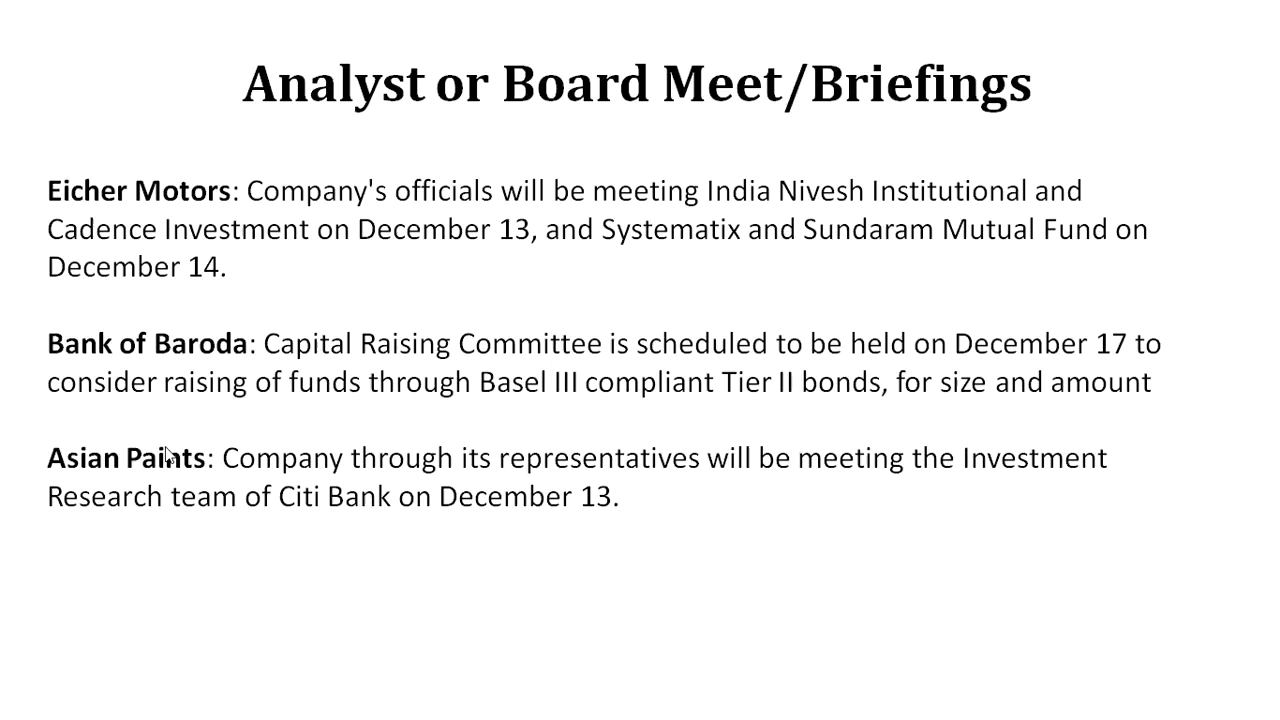 Analyst or Board Meet/Briefings
Eicher Motors: Company's officials will be meeting India Nivesh Institutional and
Cadence Investment on December 13, and Systematix and Sundaram Mutual Fund on
December 14.
Bank of Baroda: Capital Raising Committee is scheduled to be held on December 17 to
consider raising of funds through Basel III compliant Tier II bonds, for size and amount
Asian Paints: Company through its representatives will be meeting the Investment
Research team of Citi Bank on December 13.